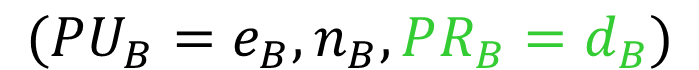 (PU_B = e_B, n_B, PR_B = d_B)